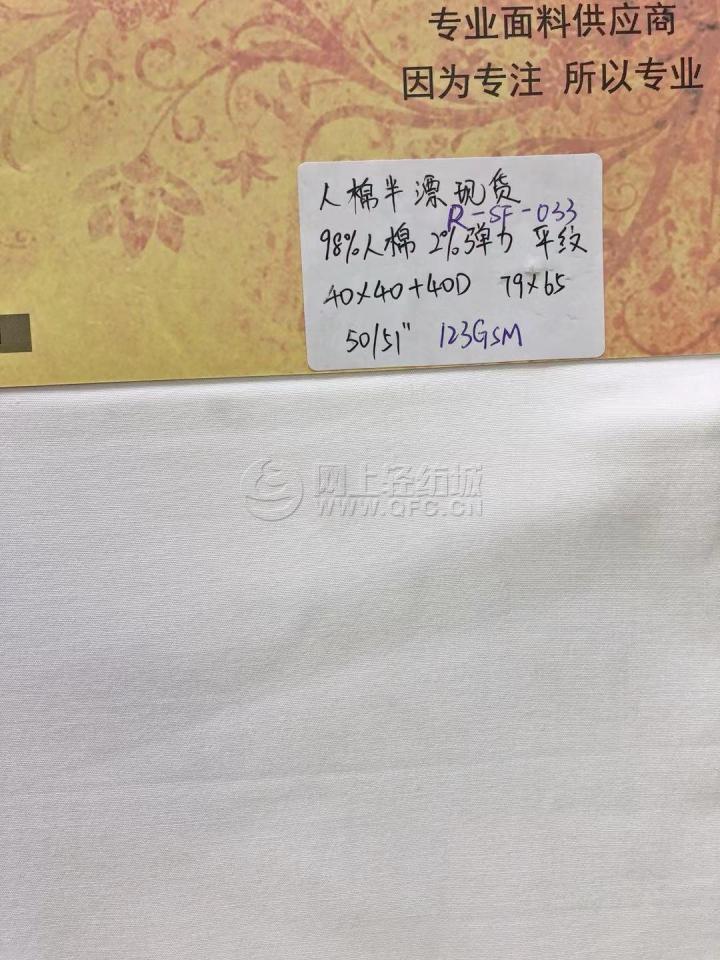 专业面料供应商
因为专注 所以专业
人棉半漂现货
R-SF-033
98%人棉 2%弹力 平纹
40×40+40D 79×65
50/51" 123GSM
网上轻纺城
WWW.QFC.CN